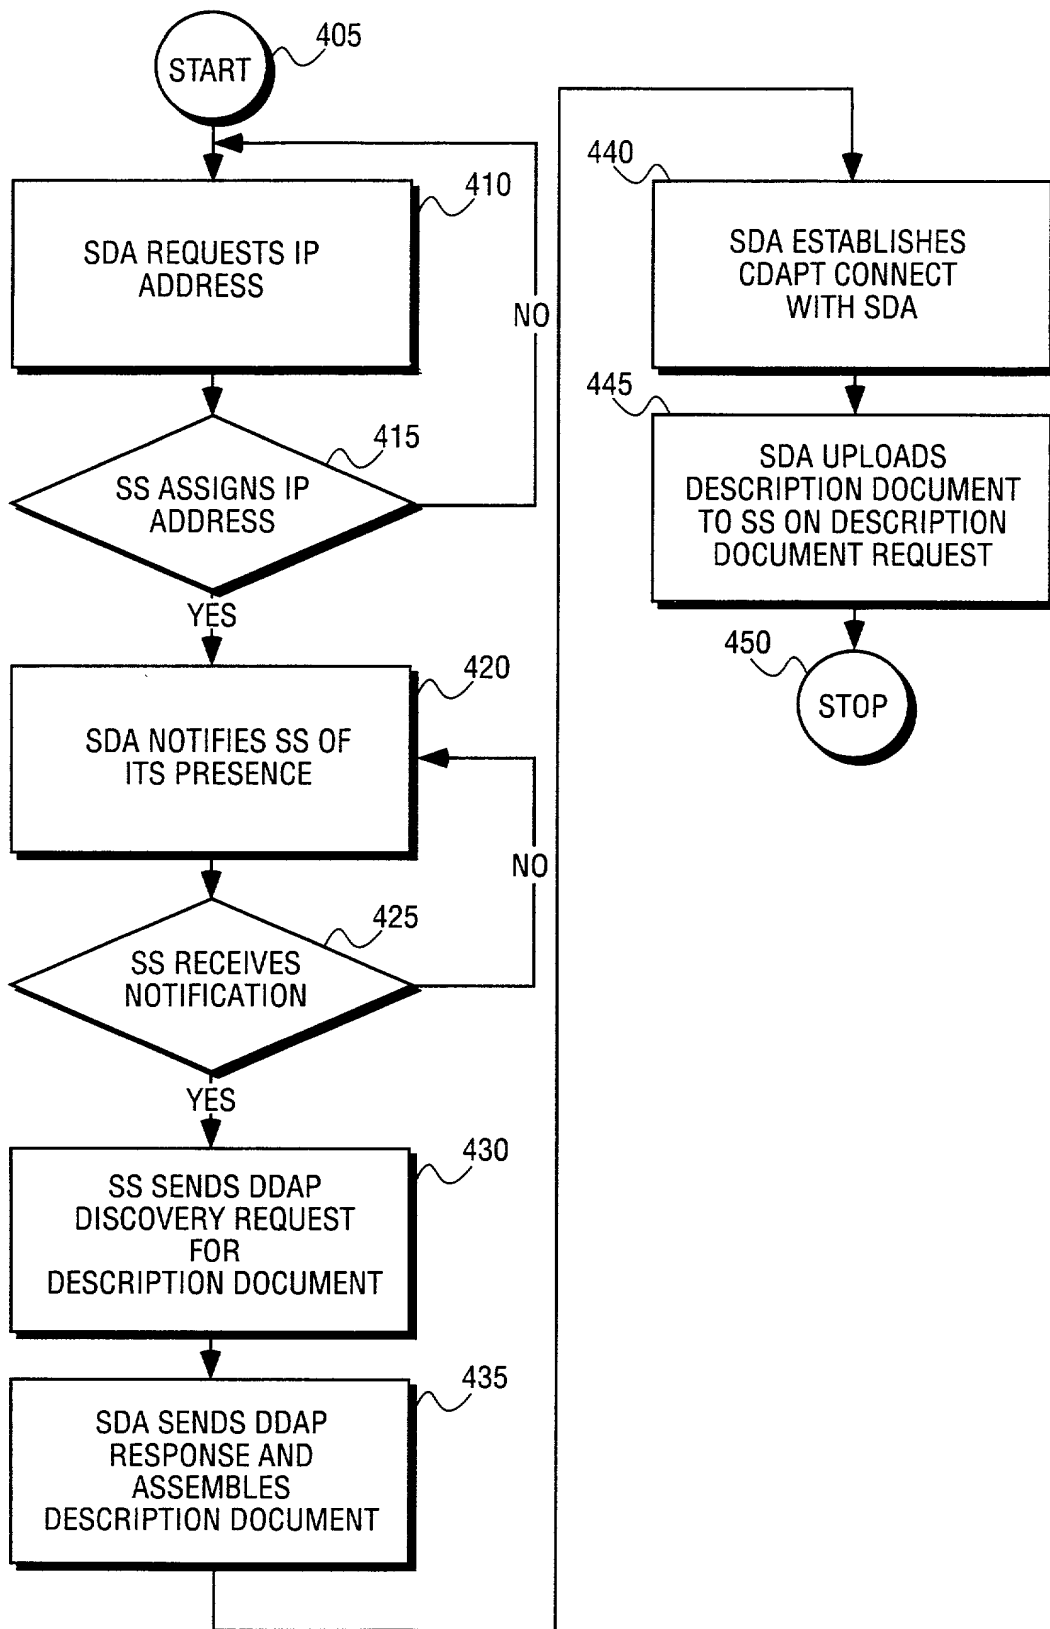 START
405
SDA REQUESTS IP
ADDRESS
410
NO
SS ASSIGNS IP
ADDRESS
415
YES
SDA NOTIFIES SS OF
ITS PRESENCE
420
NO
SS RECEIVES
NOTIFICATION
425
YES
SS SENDS DDAP
DISCOVERY REQUEST
FOR
DESCRIPTION DOCUMENT
430
SDA SENDS DDAP
RESPONSE AND
ASSEMBLES
DESCRIPTION DOCUMENT
435
440
SDA ESTABLISHES
CDAPT CONNECT
WITH SDA
445
SDA UPLOADS
DESCRIPTION DOCUMENT
TO SS ON DESCRIPTION
DOCUMENT REQUEST
450
STOP